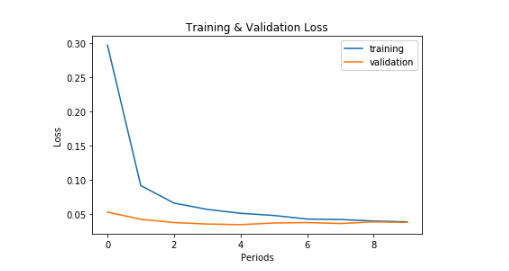 Training & Validation Loss
training
validation
Loss
0.30
0.25
0.20
0.15
0.10
0.05
0 2 4 6 8
Periods